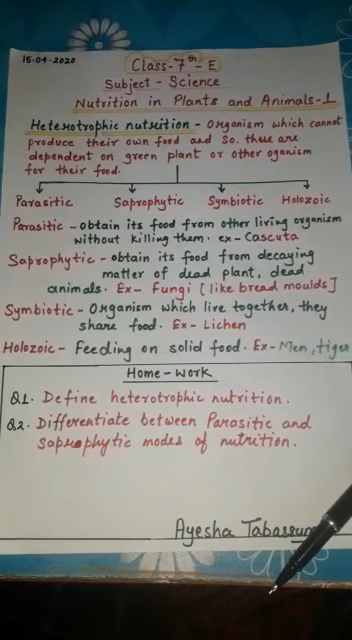 15.04.2020
Class-7th-E
Subject - Science
Nutrition in Plants and Animals-1
Heterotrophic nutrition - Organism which cannot
produce their own food and so. these are
dependent on green plant or other oganism
for their food.
Parasitic Saprophytic Symbiotic Holozoic
Parasitic - obtain its food from other living organism
without killing them. ex - Cascuta
Saprophytic - obtain its food from decaying
matter of dead plant, dead
animals. Ex - Fungi [like bread moulds]
Symbiotic - Organism which live together, they
share food. Ex - Lichen
Holozoic - Feeding on solid food. Ex - Men, tiger
Home-Work
Q1. Define heterotrophic nutrition.
Q2. Differentiate between Parasitic and
saprophytic modes of nutrition.
Ayesha Tabassum